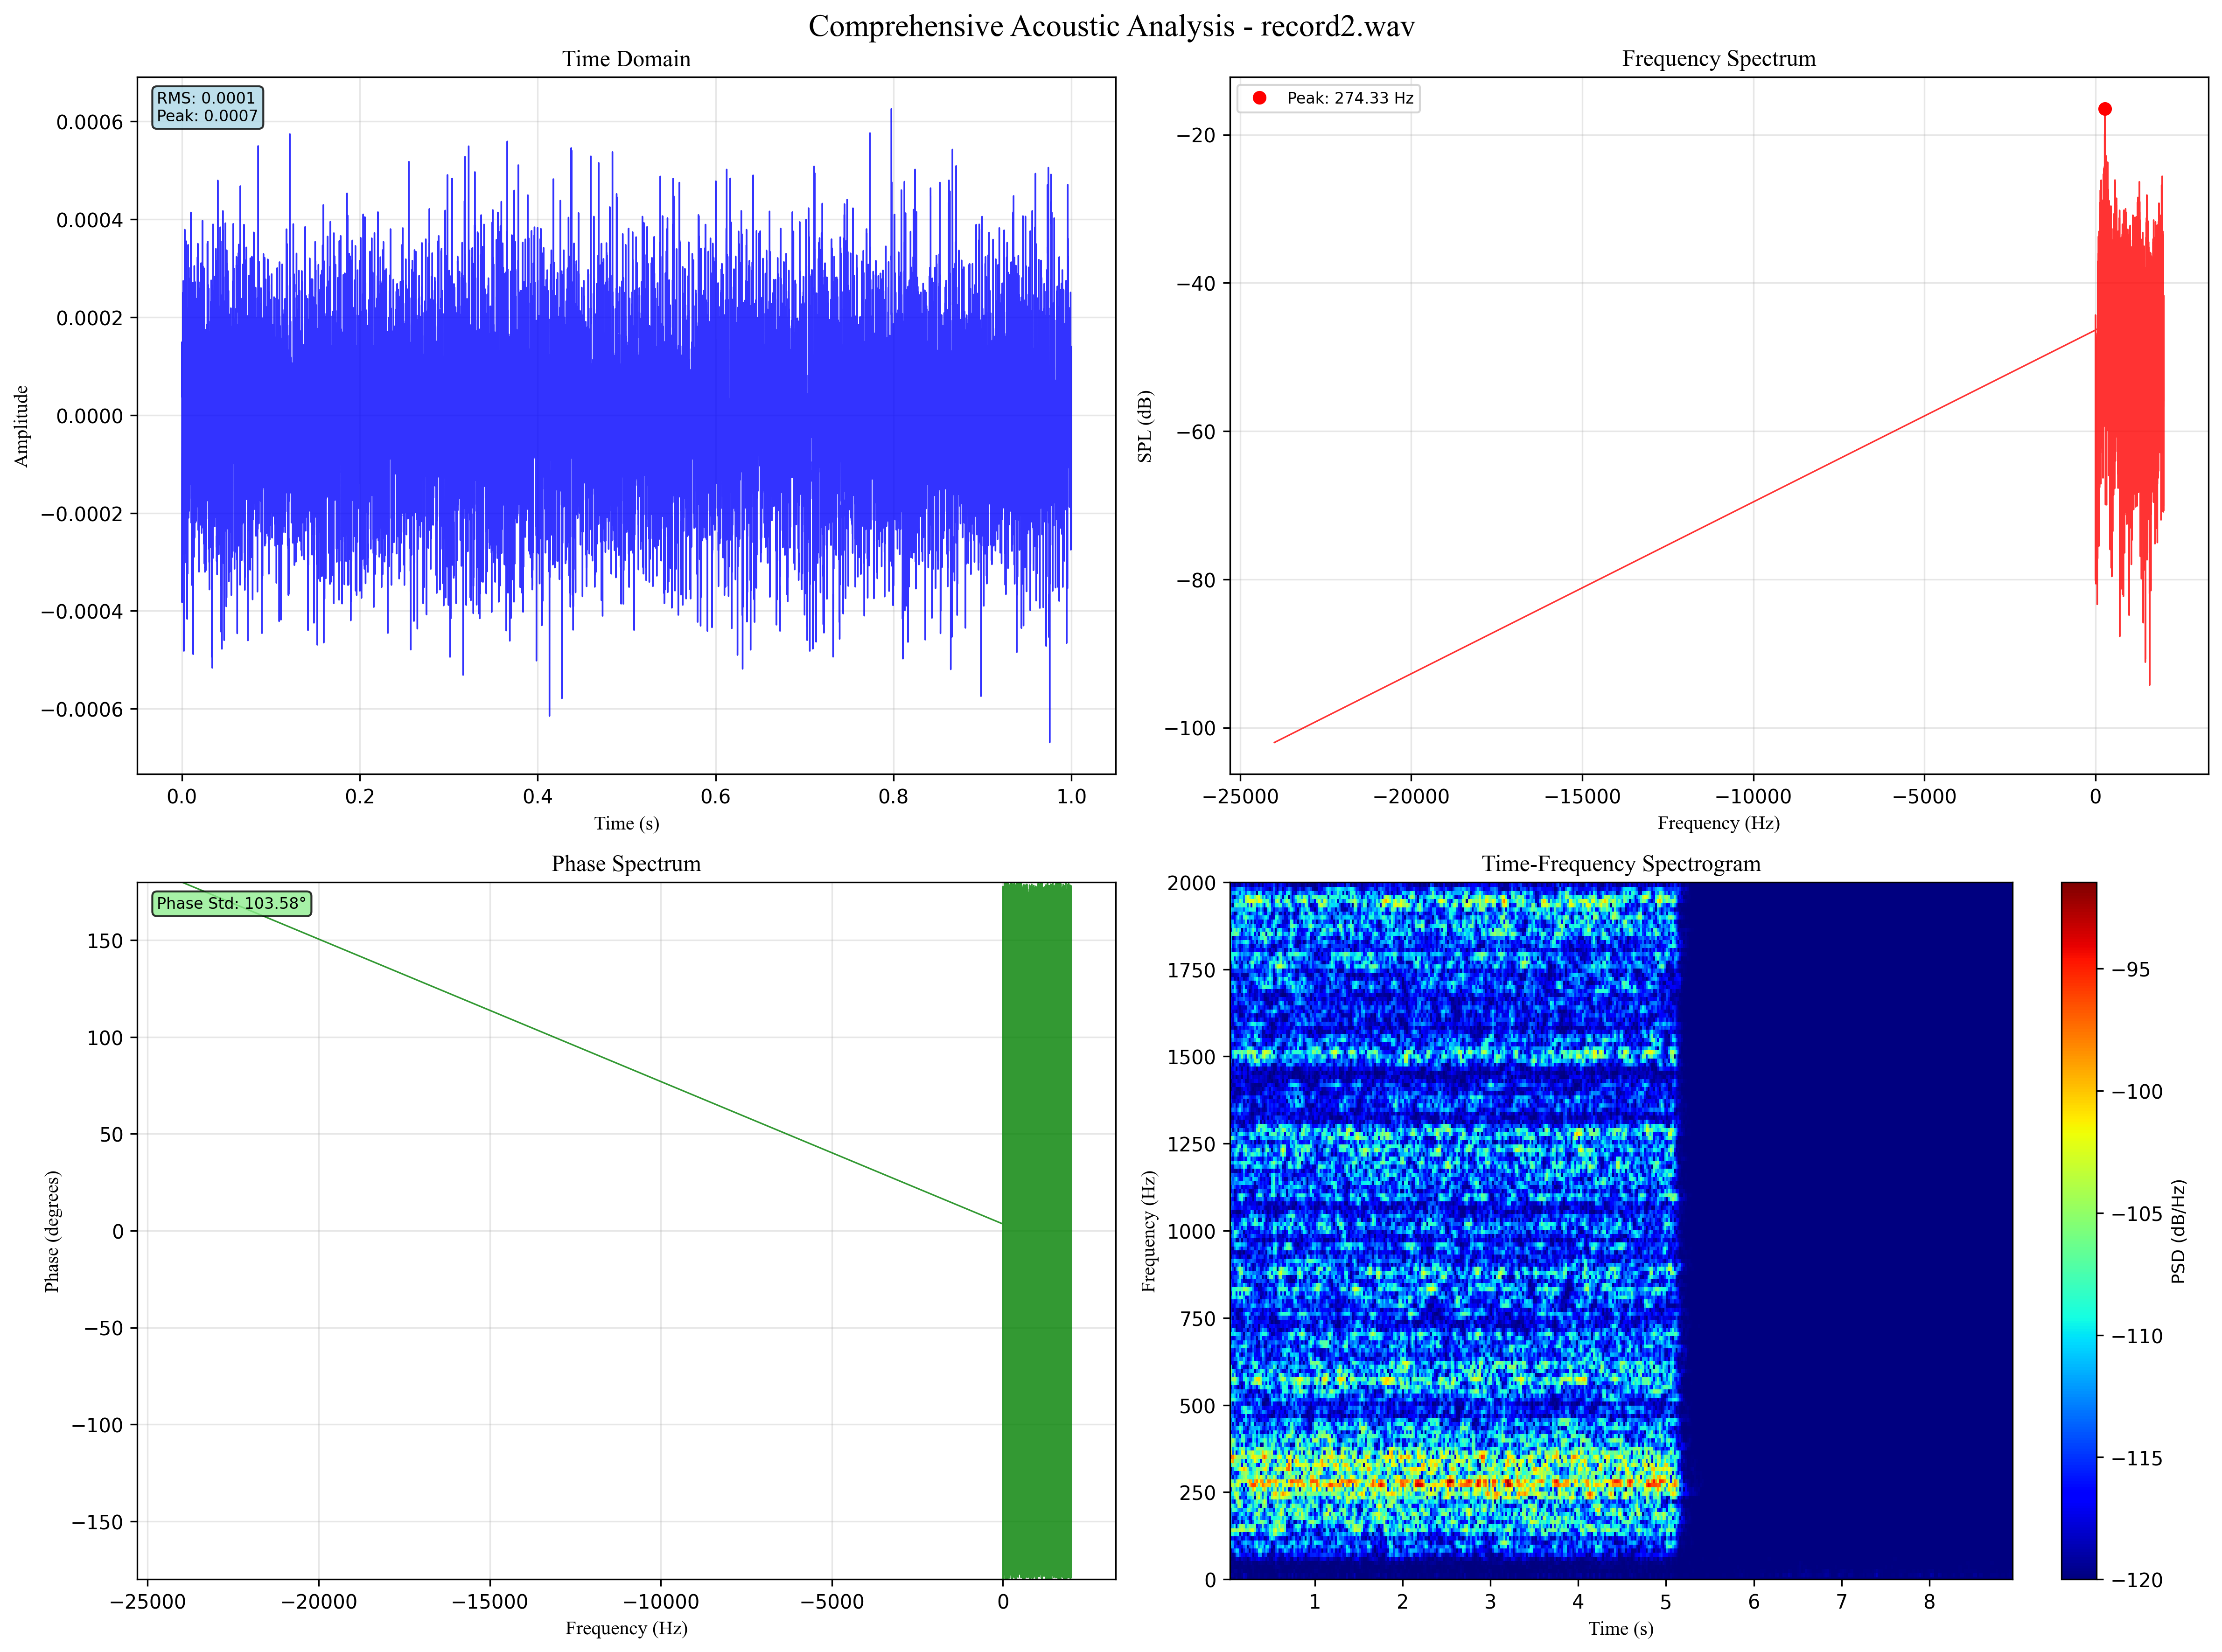 Comprehensive Acoustic Analysis - record2.wav
Time Domain
RMS: 0.0001
Peak: 0.0007
0.0006
0.0004
0.0002
0.0000
−0.0002
−0.0004
−0.0006
Amplitude
0.0 0.2 0.4 0.6 0.8 1.0
Time (s)
Frequency Spectrum
Peak: 274.33 Hz
−20
−40
−60
−80
−100
SPL (dB)
−25000 −20000 −15000 −10000 −5000 0
Frequency (Hz)
Phase Spectrum
Phase Std: 103.58°
150
100
50
0
−50
−100
−150
Phase (degrees)
−25000 −20000 −15000 −10000 −5000 0
Frequency (Hz)
Time-Frequency Spectrogram
2000
1750
1500
1250
1000
750
500
250
0
Frequency (Hz)
1 2 3 4 5 6 7 8
Time (s)
−95
−100
−105
−110
−115
−120
PSD (dB/Hz)